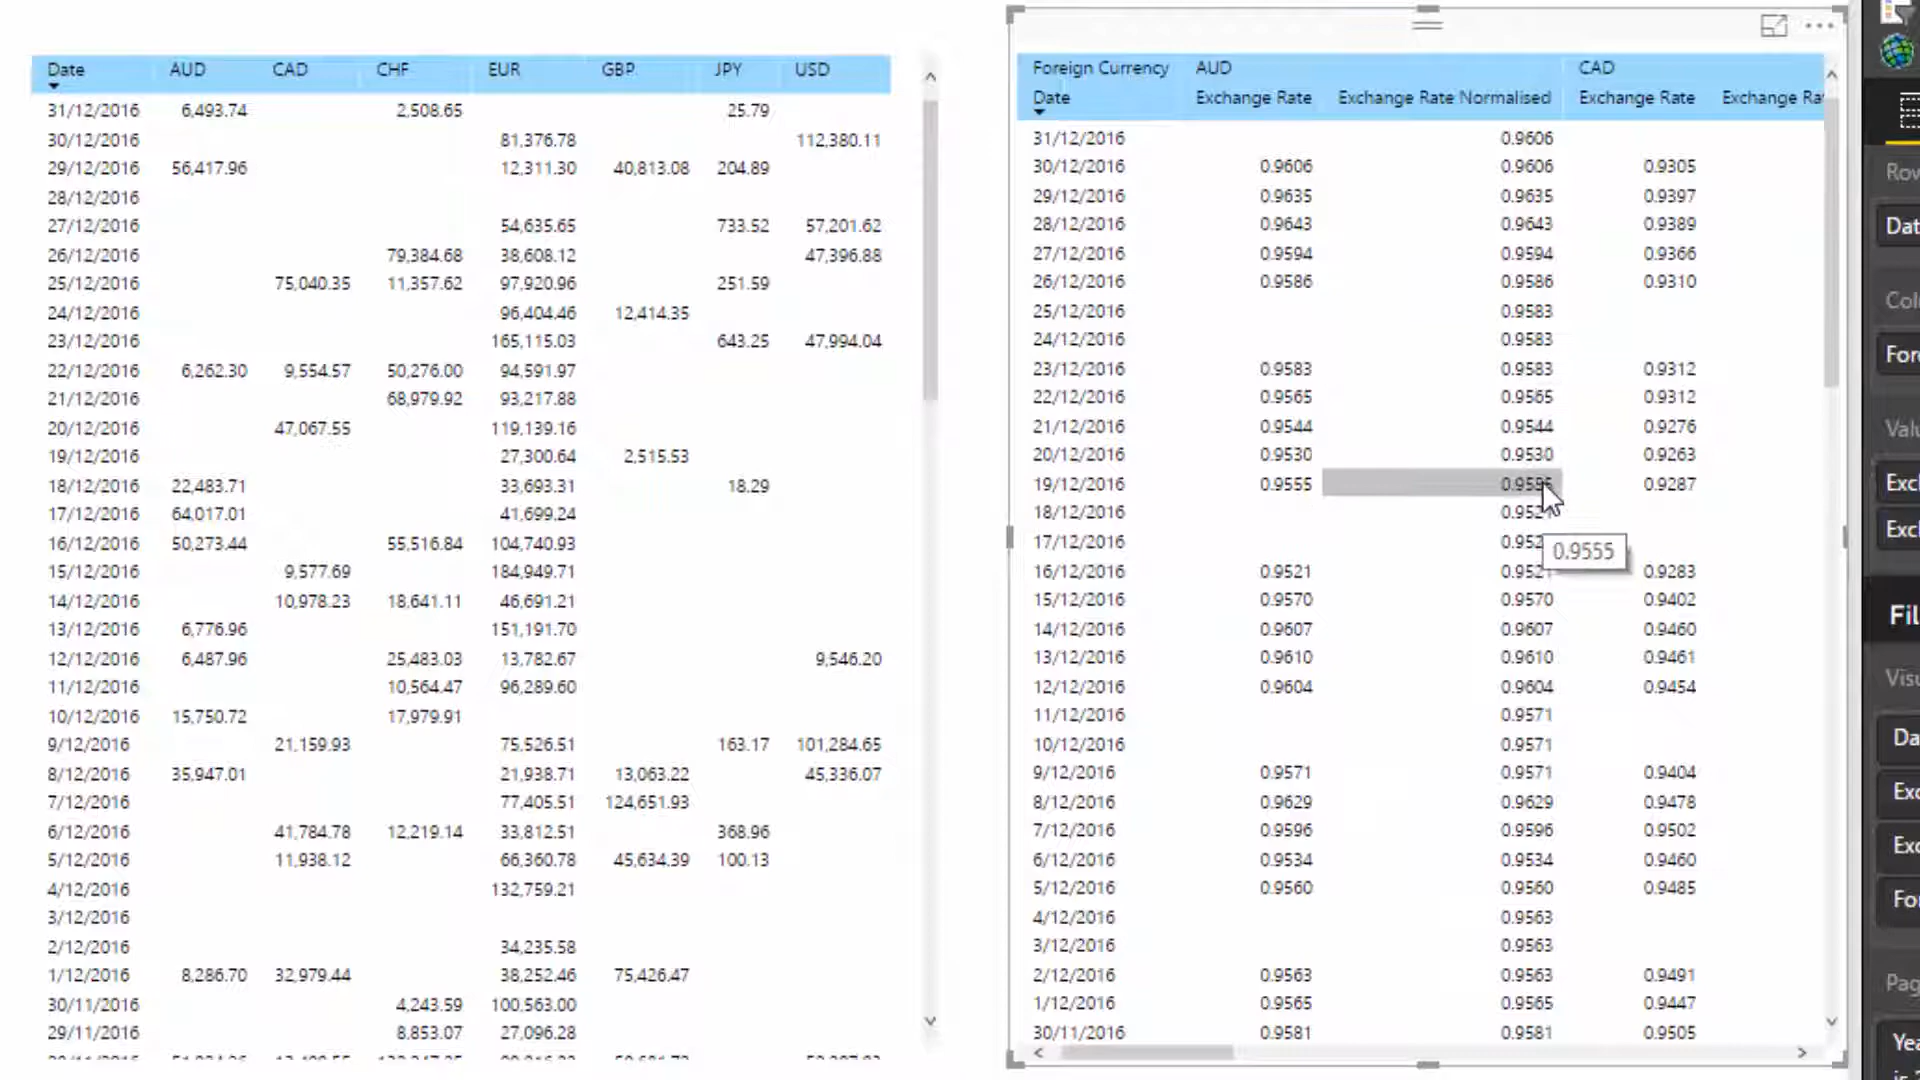 Date AUD CAD CHF EUR GBP JPY USD
31/12/2016 6,493.74 2,508.65 25.79
30/12/2016 81,376.78 112,380.11
29/12/2016 56,417.96 12,311.30 40,813.08 204.89
28/12/2016
27/12/2016 54,635.65 733.52 57,201.62
26/12/2016 79,384.68 38,608.12 47,396.88
25/12/2016 75,040.35 11,357.62 97,920.96 251.59
24/12/2016 96,404.46 12,414.35
23/12/2016 165,115.03 643.25 47,994.04
22/12/2016 6,262.30 9,554.57 50,276.00 94,591.97
21/12/2016 68,979.92 93,217.88
20/12/2016 47,067.55 119,139.16
19/12/2016 27,300.64 2,515.53
18/12/2016 22,483.71 33,693.31 18.29
17/12/2016 64,017.01 41,699.24
16/12/2016 50,273.44 55,516.84 104,740.93
15/12/2016 9,577.69 184,949.71
14/12/2016 10,978.23 18,641.11 46,691.21
13/12/2016 6,776.96 151,191.70
12/12/2016 6,487.96 25,483.03 13,782.67 9,546.20
11/12/2016 10,564.47 96,289.60
10/12/2016 15,750.72 17,979.91
9/12/2016 21,159.93 75,526.51 163.17 101,284.65
8/12/2016 35,947.01 21,938.71 13,063.22 45,336.07
7/12/2016 77,405.51 124,651.93
6/12/2016 41,784.78 12,219.14 33,812.51 368.96
5/12/2016 11,938.12 66,360.78 45,634.39 100.13
4/12/2016 132,759.21
3/12/2016
2/12/2016 34,235.58
1/12/2016 8,286.70 32,979.44 38,252.46 75,426.47
30/11/2016 4,243.59 100,563.00
29/11/2016 8,853.07 27,096.28
Foreign Currency AUD CAD
Date Exchange Rate Exchange Rate Normalised Exchange Rate Exchange Ra
31/12/2016 0.9606
30/12/2016 0.9606 0.9606 0.9305
29/12/2016 0.9635 0.9635 0.9397
28/12/2016 0.9643 0.9643 0.9389
27/12/2016 0.9594 0.9594 0.9366
26/12/2016 0.9586 0.9586 0.9310
25/12/2016 0.9583
24/12/2016 0.9583
23/12/2016 0.9583 0.9583 0.9312
22/12/2016 0.9565 0.9565 0.9312
21/12/2016 0.9544 0.9544 0.9276
20/12/2016 0.9530 0.9530 0.9263
19/12/2016 0.9555 0.9555 0.9287
18/12/2016 0.952
17/12/2016 0.952
0.9555
16/12/2016 0.9521 0.9521 0.9283
15/12/2016 0.9570 0.9570 0.9402
14/12/2016 0.9607 0.9607 0.9460
13/12/2016 0.9610 0.9610 0.9461
12/12/2016 0.9604 0.9604 0.9454
11/12/2016 0.9571
10/12/2016 0.9571
9/12/2016 0.9571 0.9571 0.9404
8/12/2016 0.9629 0.9629 0.9478
7/12/2016 0.9596 0.9596 0.9502
6/12/2016 0.9534 0.9534 0.9460
5/12/2016 0.9560 0.9560 0.9485
4/12/2016 0.9563
3/12/2016 0.9563
2/12/2016 0.9563 0.9563 0.9491
1/12/2016 0.9565 0.9565 0.9447
30/11/2016 0.9581 0.9581 0.9505
Row
Dat
Col
For
Valu
Excl
Excl
Fil
Visu
Da
Exc
Exc
For
Pag
Yea